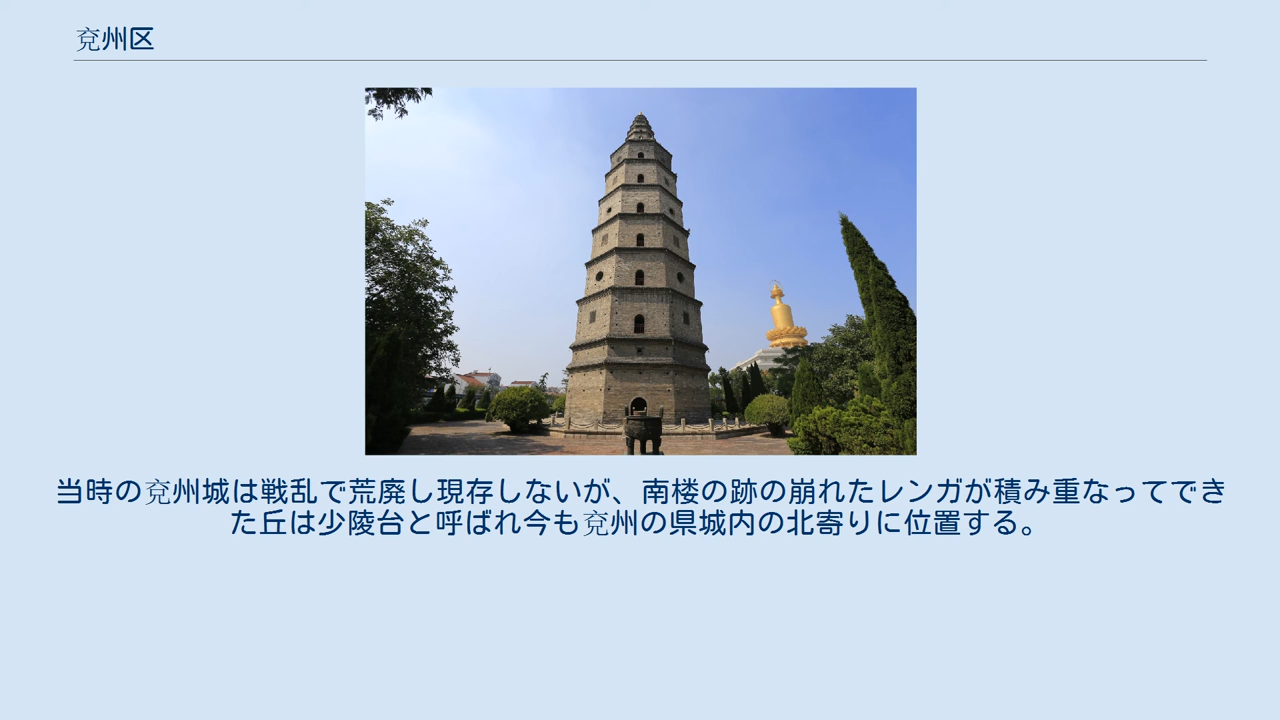 兗州区
当時の兗州城は戦乱で荒廃し現存しないが、南楼の跡の崩れたレンガが積み重なってでき
た丘は少陵台と呼ばれ今も兗州の県城内の北寄りに位置する。